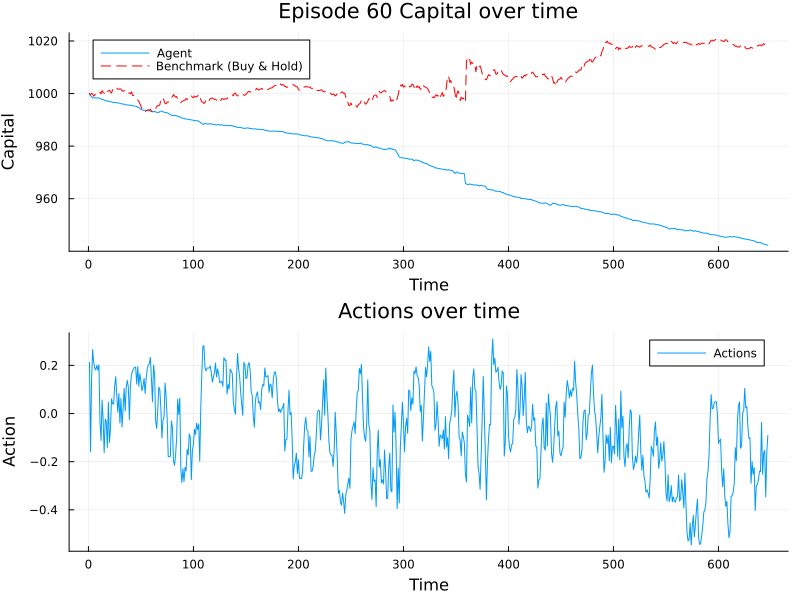 Episode 60 Capital over time
1020
1000
980
960
Capital
Agent
Benchmark (Buy & Hold)
0 100 200 300 400 500 600
Time
Actions over time
0.2
0.0
−0.2
−0.4
Action
Actions
0 100 200 300 400 500 600
Time